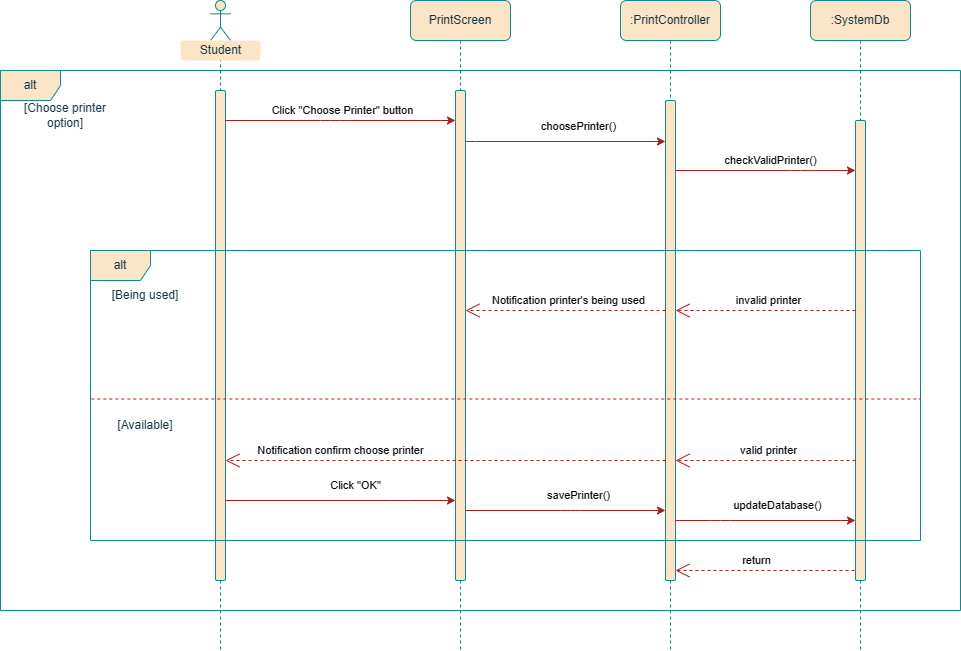 Student
PrintScreen
:PrintController
:SystemDb
alt
[Choose printer
option]
Click "Choose Printer" button
choosePrinter()
checkValidPrinter()
alt
[Being used]
Notification printer's being used
invalid printer
[Available]
Notification confirm choose printer
valid printer
Click "OK"
savePrinter()
updateDatabase()
return